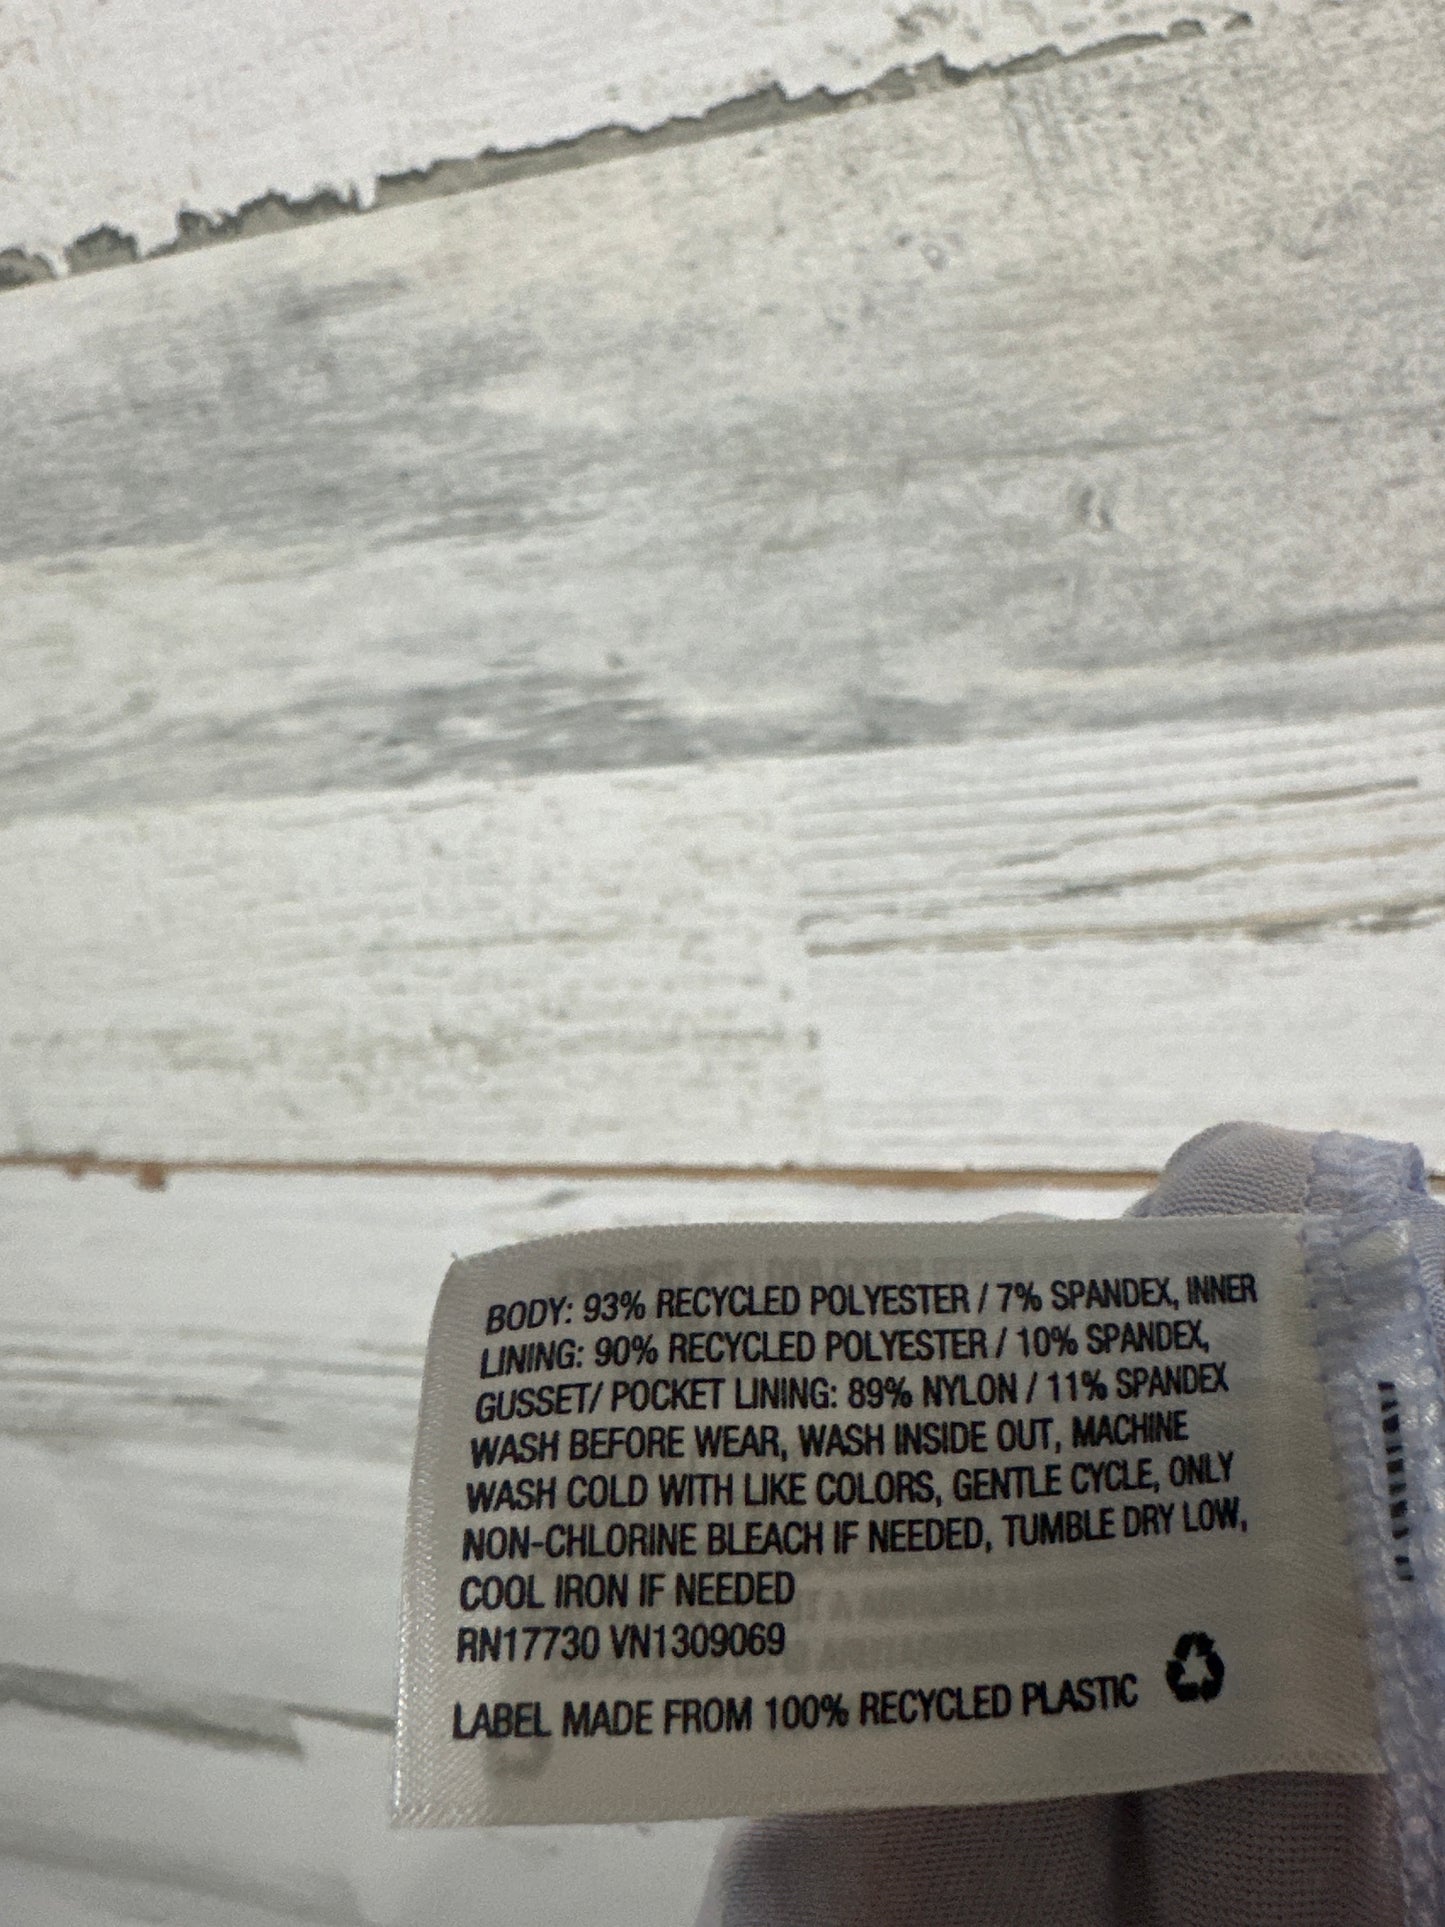 BODY: 93% RECYCLED POLYESTER / 7% SPANDEX, INNER
LINING: 90% RECYCLED POLYESTER / 10% SPANDEX,
GUSSET/ POCKET LINING: 89% NYLON / 11% SPANDEX
WASH BEFORE WEAR, WASH INSIDE OUT, MACHINE
WASH COLD WITH LIKE COLORS, GENTLE CYCLE, ONLY
NON-CHLORINE BLEACH IF NEEDED, TUMBLE DRY LOW,
COOL IRON IF NEEDED
RN17730 VN1309069
LABEL MADE FROM 100% RECYCLED PLASTIC